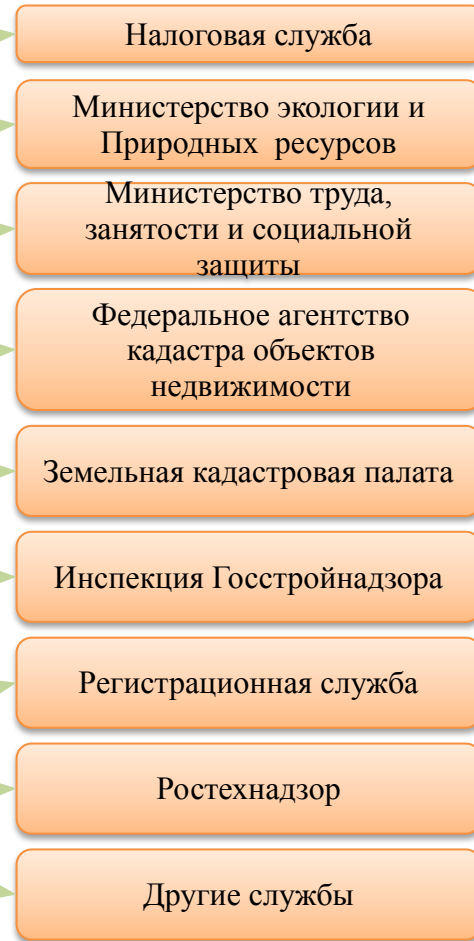 Налоговая служба
Министерство экологии и
Природных ресурсов
Министерство труда,
занятости и социальной
защиты
Федеральное агентство
кадастра объектов
недвижимости
Земельная кадастровая палата
Инспекция Госстройнадзора
Регистрационная служба
Ростехнадзор
Другие службы